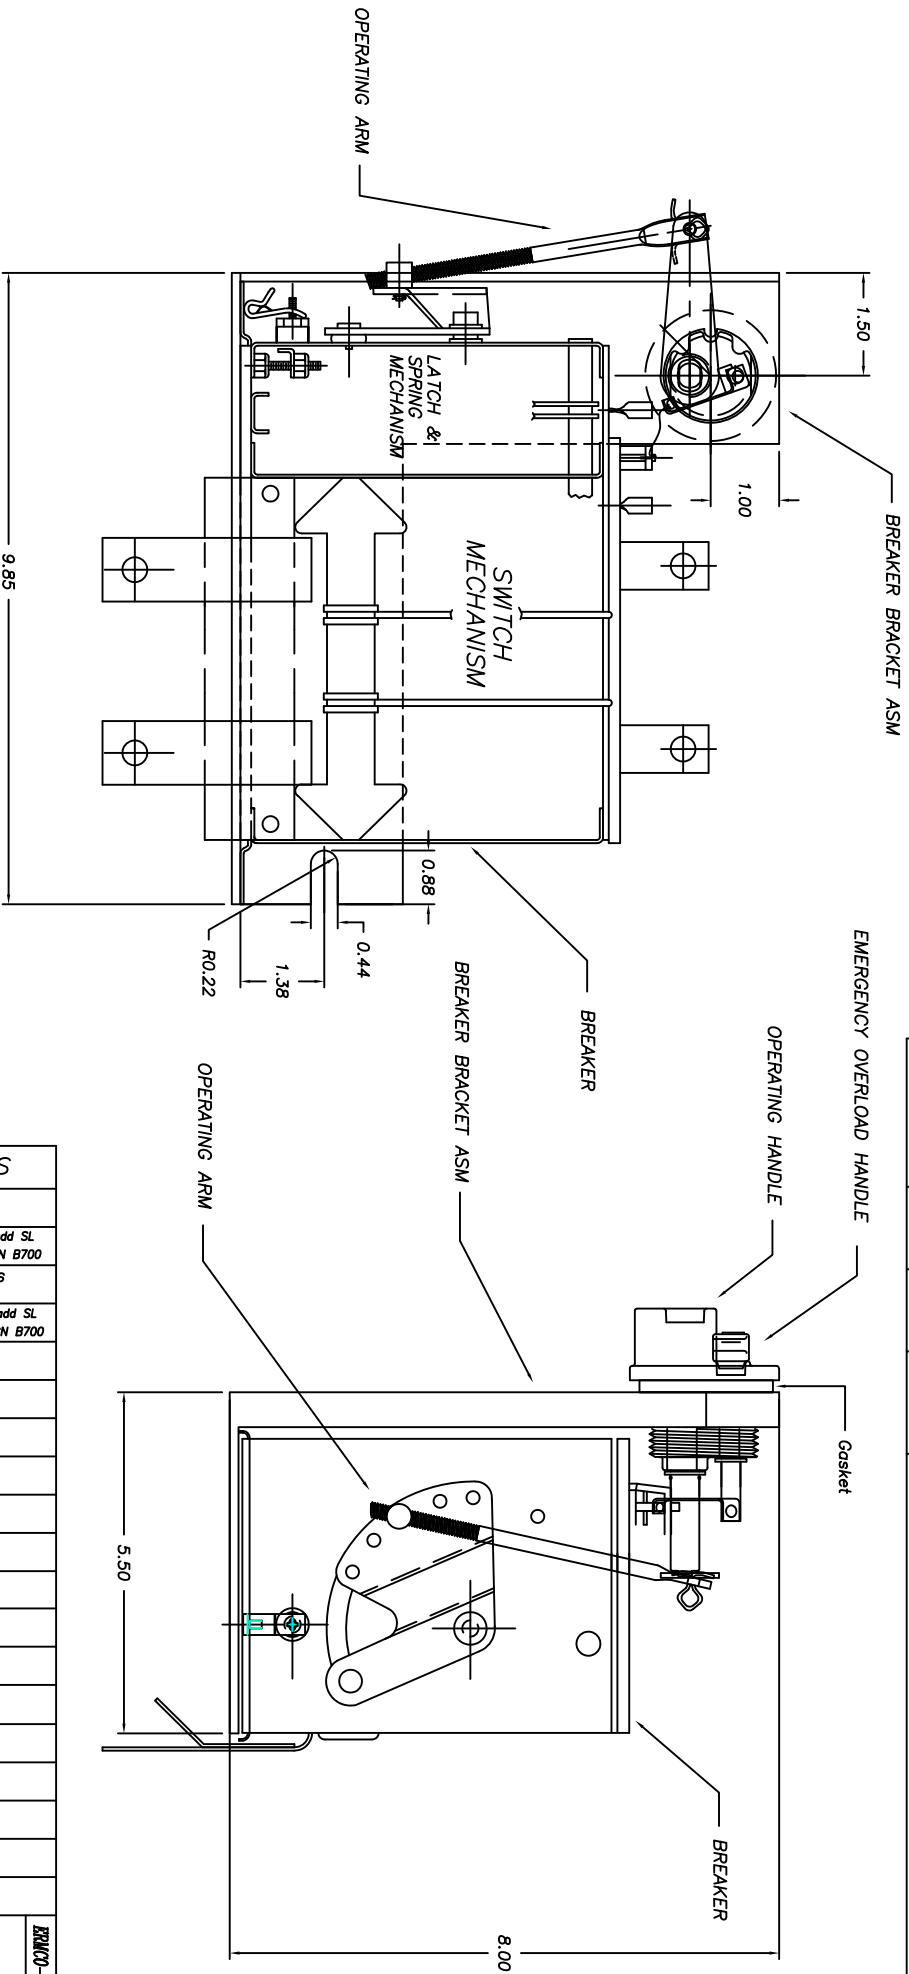 OPERATING ARM
1.50
BREAKER BRACKET ASM
1.00
LATCH &
SPRING
MECHANISM
SWITCH
MECHANISM
9.85
0.88
0.44
R0.22
1.38
BREAKER
EMERGENCY OVERLOAD HANDLE
OPERATING HANDLE
BREAKER BRACKET ASM
OPERATING ARM
Gasket
5.50
BREAKER
8.00
S
dd SL
N B700
S
add SL
N B700
ERMCO-